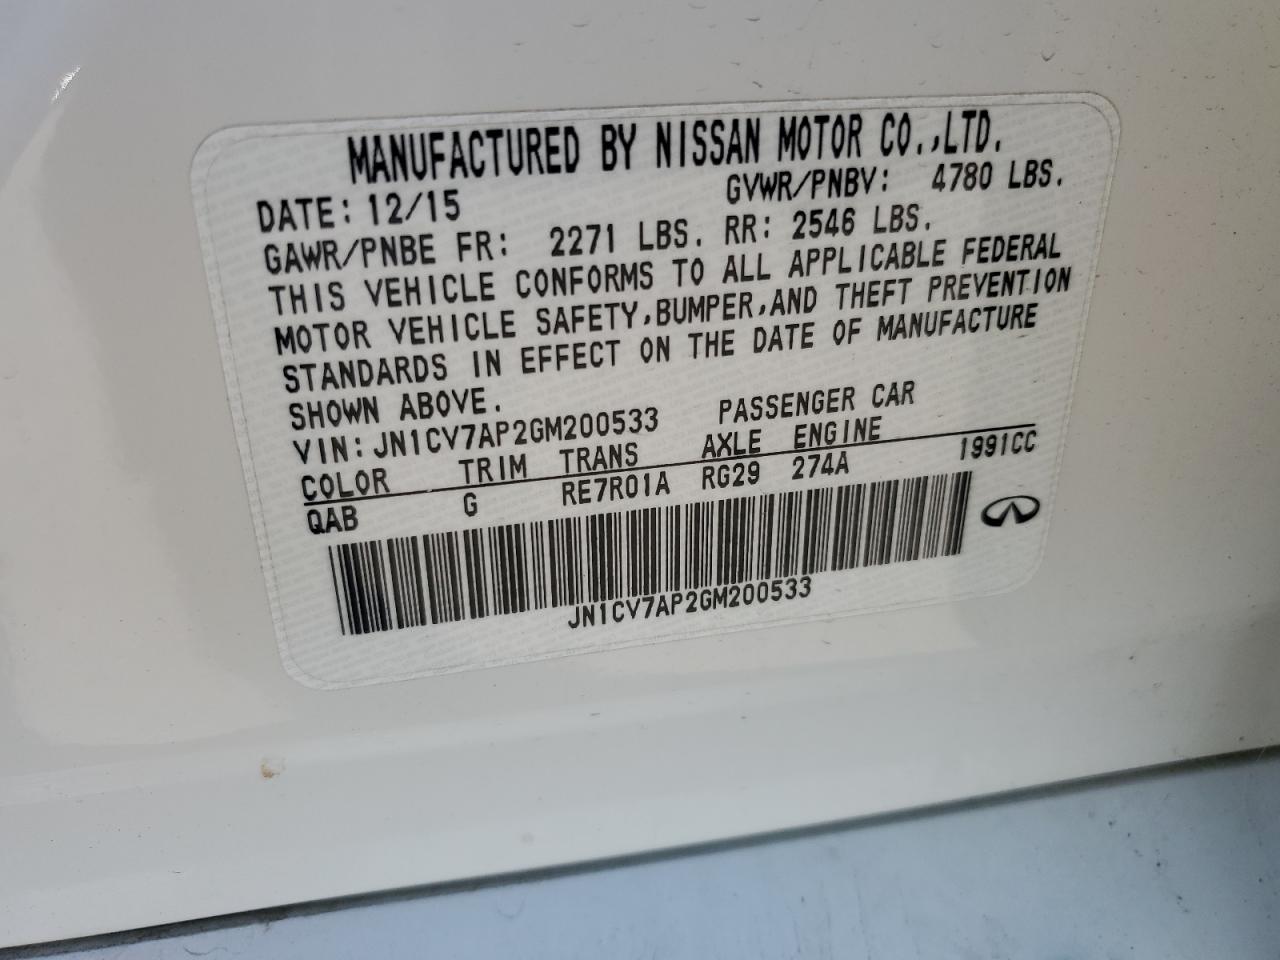 MANUFACTURED BY NISSAN MOTOR CO.,LTD.
DATE: 12/15 GVWR/PNBV: 4780 LBS.
GAWR/PNBE FR: 2271 LBS. RR: 2546 LBS.
THIS VEHICLE CONFORMS TO ALL APPLICABLE FEDERAL
MOTOR VEHICLE SAFETY,BUMPER,AND THEFT PREVENTION
STANDARDS IN EFFECT ON THE DATE OF MANUFACTURE
SHOWN ABOVE.
VIN:JN1CV7AP2GM200533 PASSENGER CAR
COLOR TRIM TRANS AXLE ENGINE
QAB G RE7R01A RG29 274A 1991CC
JN1CV7AP2GM200533